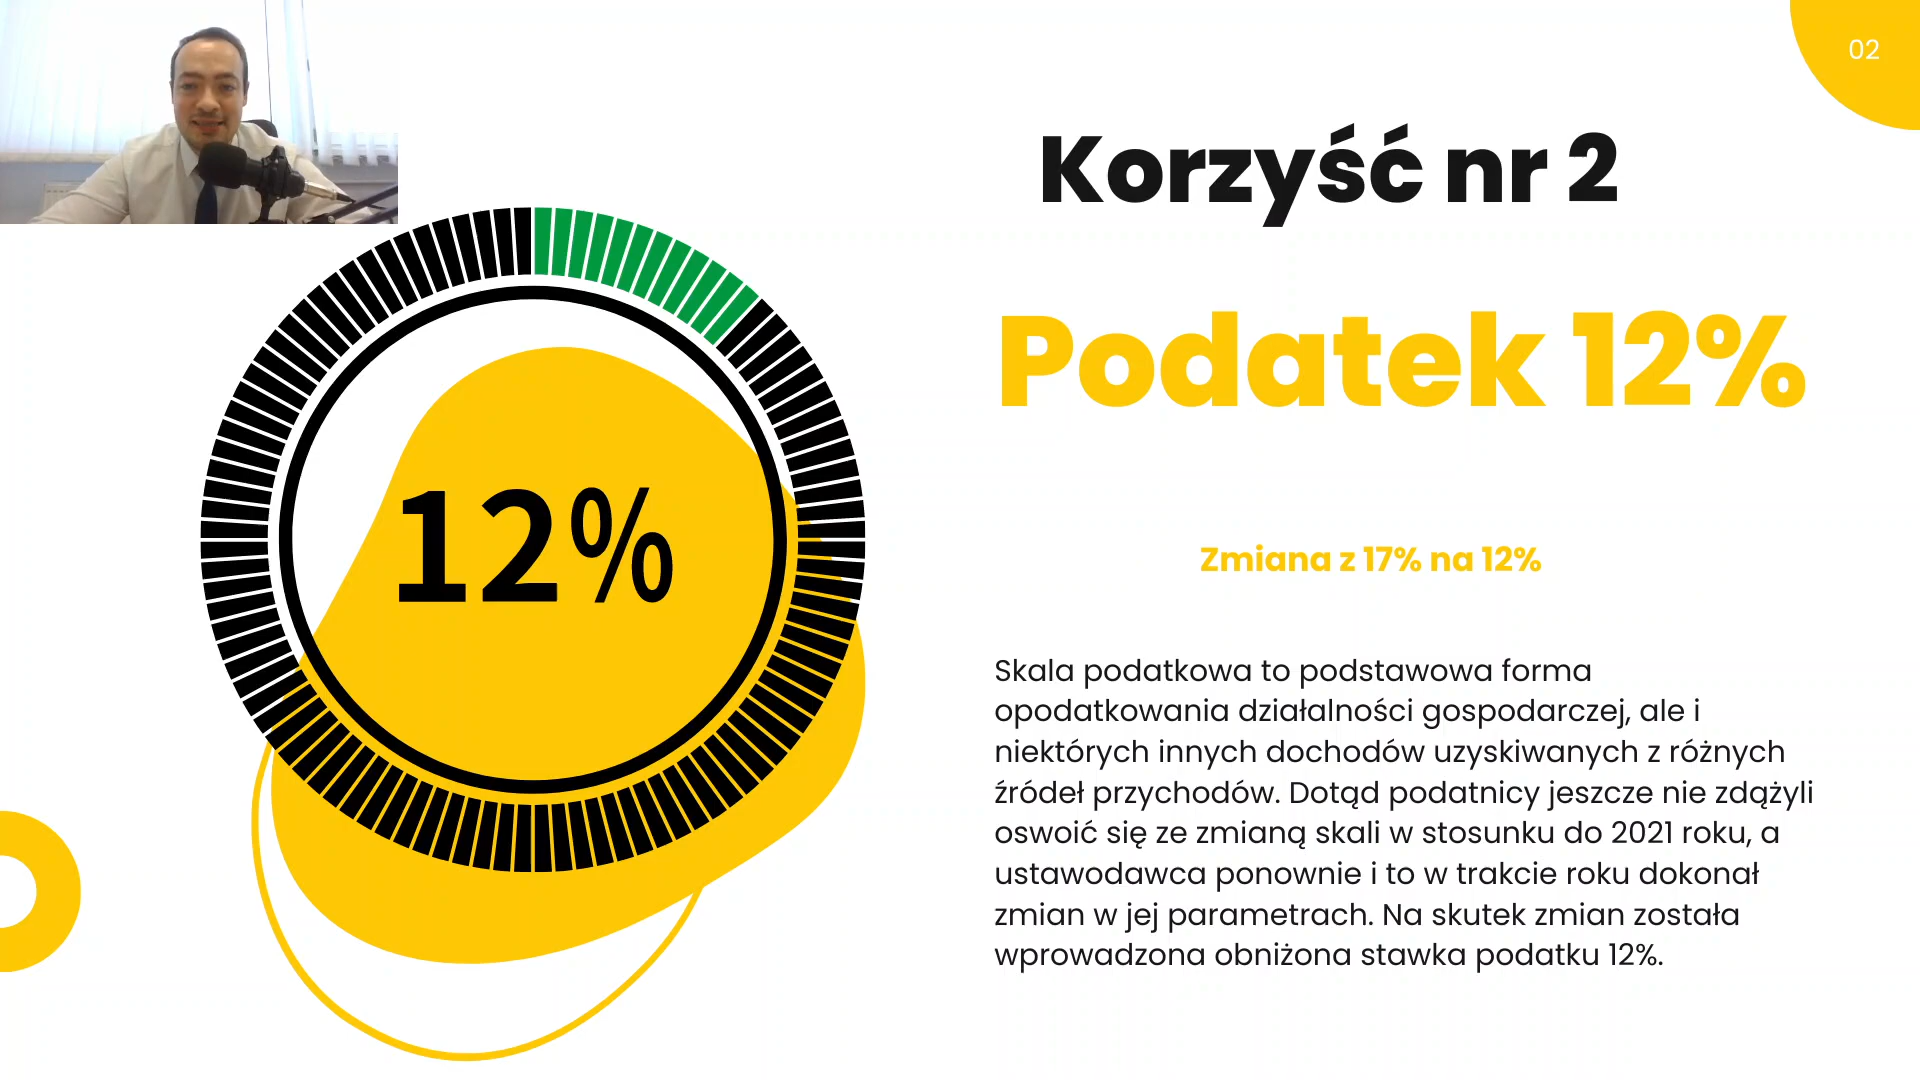 02
Korzyść nr 2
Podatek 12%
12%
Zmiana z 17% na 12%
Skala podatkowa to podstawowa forma
opodatkowania działalności gospodarczej, ale i
niektórych innych dochodów uzyskiwanych z różnych
źródeł przychodów. Dotąd podatnicy jeszcze nie zdążyli
oswoić się ze zmianą skali w stosunku do 2021 roku, a
ustawodawca ponownie i to w trakcie roku dokonał
zmian w jej parametrach. Na skutek zmian została
wprowadzona obniżona stawka podatku 12%.